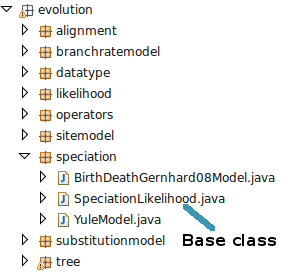 evolution
alignment
branchratemodel
datatype
likelihood
operators
sitemodel
speciation
BirthDeathGernhard08Model.java
SpeciationLikelihood.java
YuleModel.java
substitutionmodel
Base class
tree